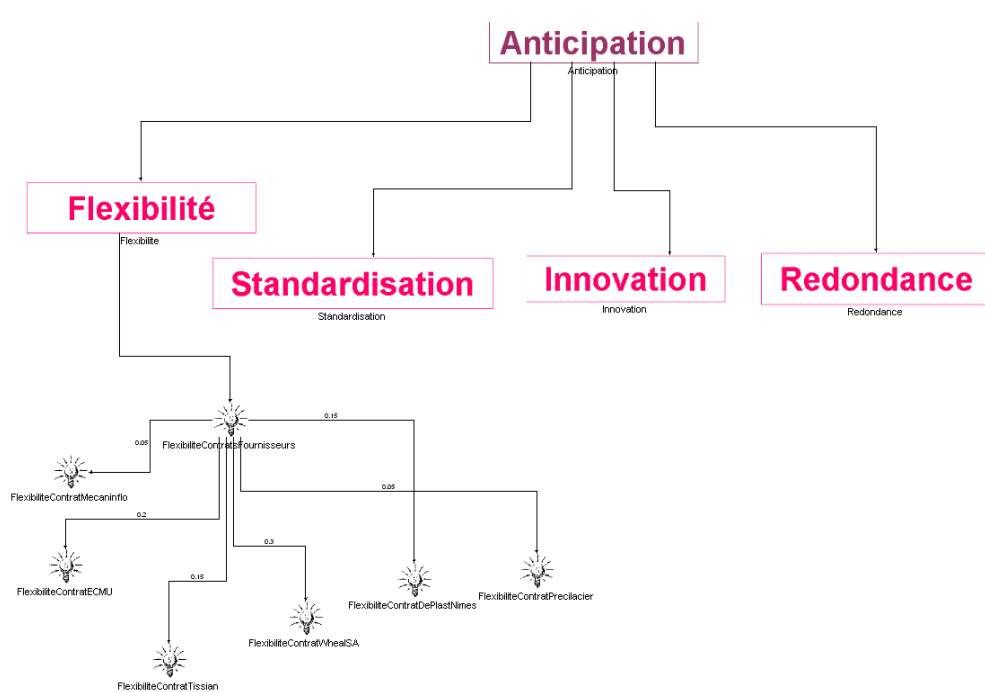 Anticipation
Anticipation
Flexibilité
Flexibilite
Standardisation
Standardisation
Innovation
Innovation
Redondance
Redondance
0.15
0.05
FlexibiliteContratsFournisseurs
FlexibiliteContratMecaninflo
0.05
0.2
0.3
0.15
FlexibiliteContratECMU
FlexibiliteContratPrecilacier
FlexibiliteContratDePlastNimes
FlexibiliteContratWhealSA
FlexibiliteContratTissian